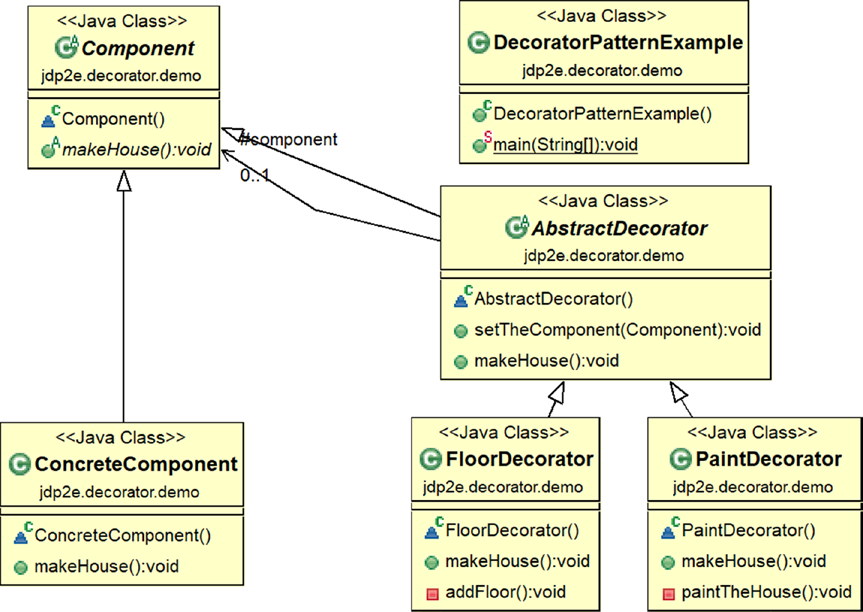 <<Java Class>>
Component
jdp2e.decorator.demo
Component()
makeHouse():void
<<Java Class>>
DecoratorPatternExample
jdp2e.decorator.demo
DecoratorPatternExample()
main(String[]):void
#component
0..1
<<Java Class>>
AbstractDecorator
jdp2e.decorator.demo
AbstractDecorator()
setTheComponent(Component):void
makeHouse():void
<<Java Class>>
ConcreteComponent
jdp2e.decorator.demo
ConcreteComponent()
makeHouse():void
<<Java Class>>
FloorDecorator
jdp2e.decorator.demo
FloorDecorator()
makeHouse():void
addFloor():void
<<Java Class>>
PaintDecorator
jdp2e.decorator.demo
PaintDecorator()
makeHouse():void
paintTheHouse():void